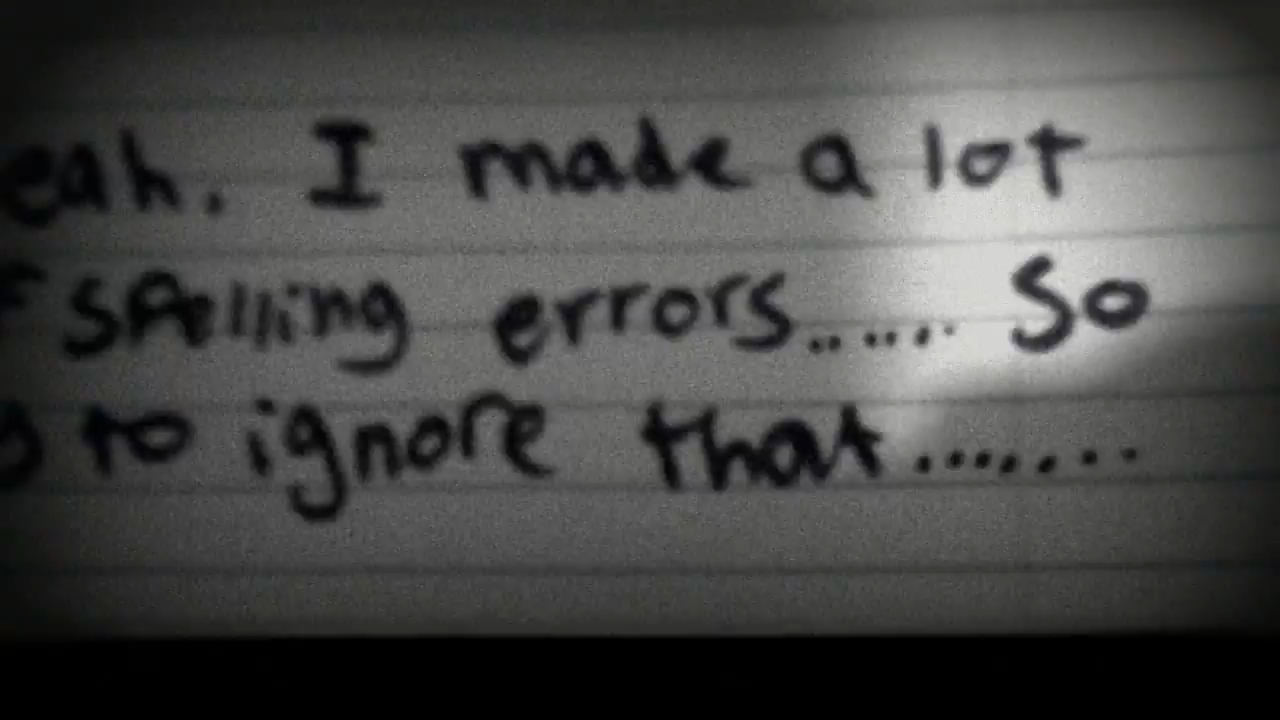 eah. I made a lot
f spelling errors...... So
to ignore that.......